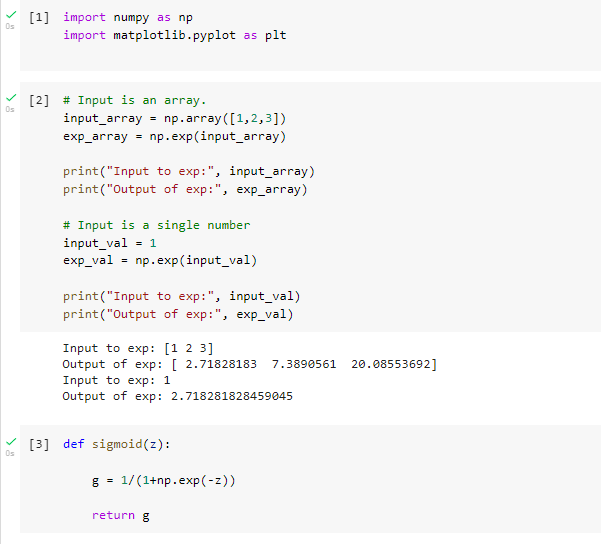 [1] import numpy as np
import matplotlib.pyplot as plt
0s
[2] # Input is an array.
0s
input_array = np.array([1,2,3])
exp_array = np.exp(input_array)
print("Input to exp:", input_array)
print("Output of exp:", exp_array)
# Input is a single number
input_val = 1
exp_val = np.exp(input_val)
print("Input to exp:", input_val)
print("Output of exp:", exp_val)
Input to exp: [1 2 3]
Output of exp: [ 2.71828183  7.3890561  20.08553692]
Input to exp: 1
Output of exp: 2.718281828459045
[3] def sigmoid(z):
0s
g = 1/(1+np.exp(-z))
return g